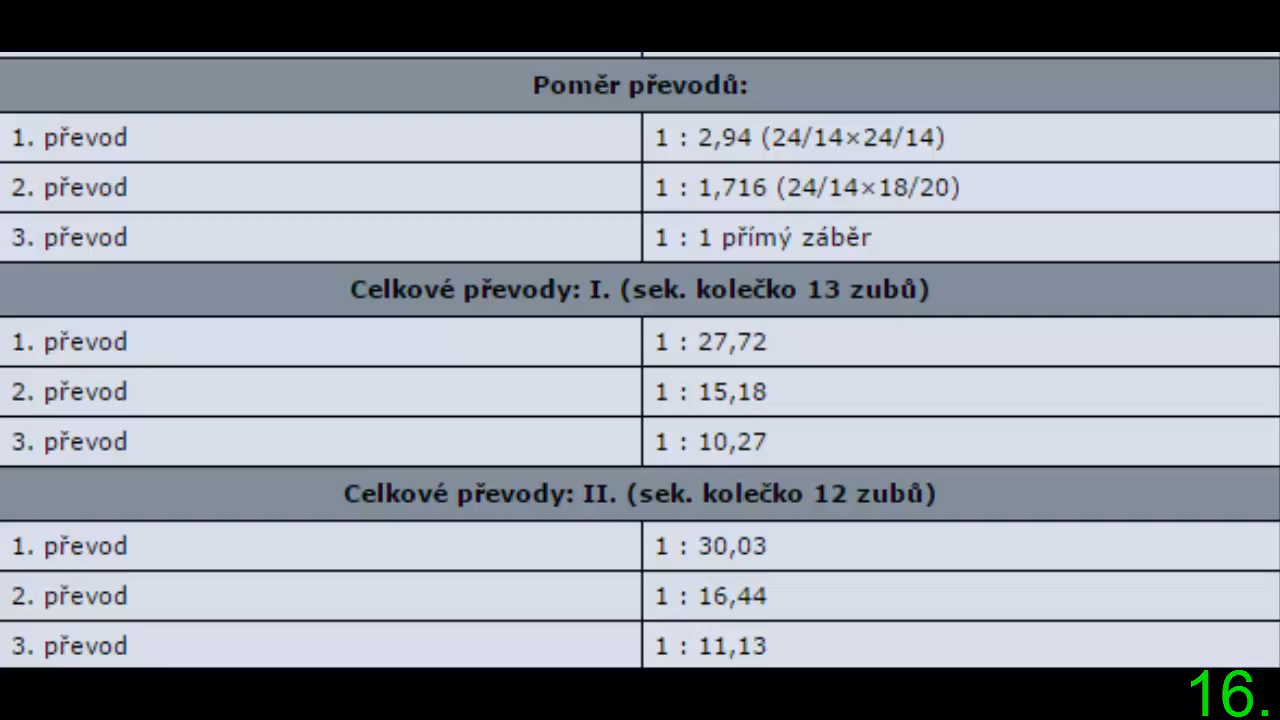 Poměr převodů:
1. převod 1 : 2,94 (24/14×24/14)
2. převod 1 : 1,716 (24/14×18/20)
3. převod 1 : 1 přímý záběr
Celkové převody: I. (sek. kolečko 13 zubů)
1. převod 1 : 27,72
2. převod 1 : 15,18
3. převod 1 : 10,27
Celkové převody: II. (sek. kolečko 12 zubů)
1. převod 1 : 30,03
2. převod 1 : 16,44
3. převod 1 : 11,13
16.